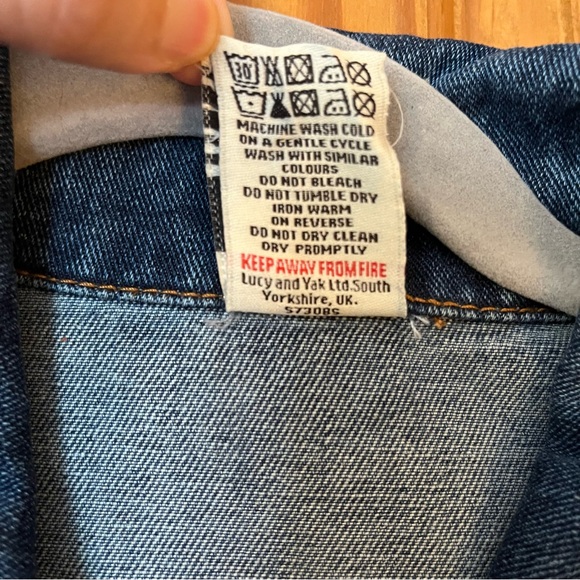 30
MACHINE WASH COLD
ON A GENTLE CYCLE
WASH WITH SIMILAR
COLOURS
DO NOT BLEACH
DO NOT TUMBLE DRY
IRON WARM
ON REVERSE
DO NOT DRY CLEAN
DRY PROMPTLY
KEEP AWAY FROM FIRE
Lucy and Yak Ltd. South
Yorkshire, UK.